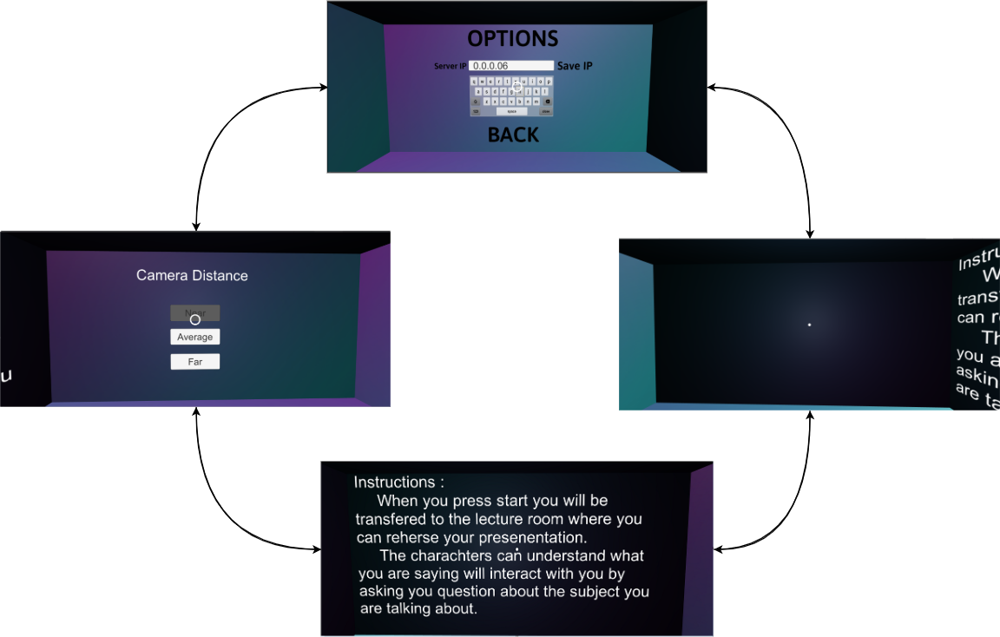 OPTIONS
Server IP 0.0.0.06 Save IP
q w e r t u i o p
a s d f g j k l
z x c v b n m
space
BACK
Camera Distance
Near
Average
Far
u
Instru
W
transf
can r
Th
you a
askin
are ta
Instructions :
When you press start you will be
transfered to the lecture room where you
can reherse your presenentation.
The charachters can understand what
you are saying will interact with you by
asking you question about the subject you
are talking about.